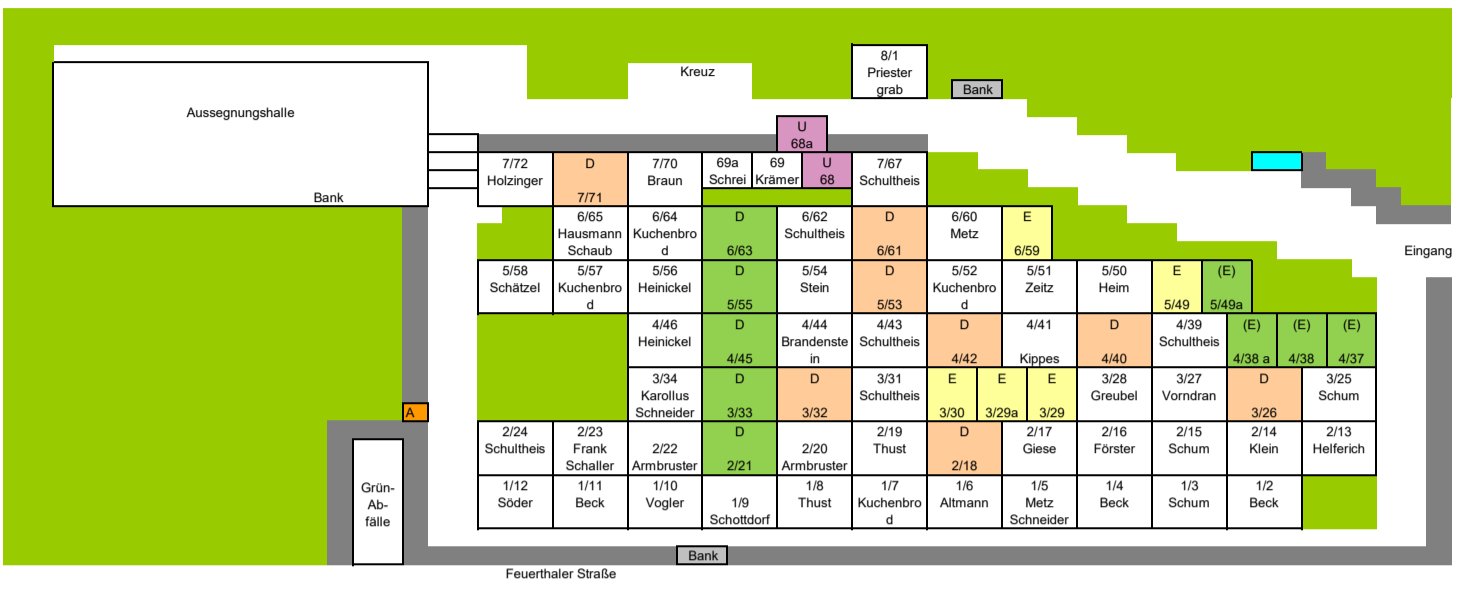 8/1
Priester
grab
Kreuz
Bank
Aussegnungshalle
Bank
U
68a
7/72
Holzinger
D
7/71
7/70
Braun
69a
Schrei
69
Krämer
U
68
7/67
Schultheis
6/65
Hausmann
Schaub
6/64
Kuchenbro
d
D
6/63
6/62
Schultheis
D
6/61
6/60
Metz
E
6/59
Eingang
5/58
Schätzel
5/57
Kuchenbro
d
5/56
Heinickel
D
5/55
5/54
Stein
D
5/53
5/52
Kuchenbro
d
5/51
Zeitz
5/50
Heim
E
5/49
(E)
5/49a
4/46
Heinickel
D
4/45
4/44
Brandenste
in
4/43
Schultheis
D
4/42
4/41
Kippes
D
4/40
4/39
Schultheis
(E)
4/38 a
(E)
4/38
(E)
4/37
3/34
Karollus
Schneider
D
3/33
D
3/32
3/31
Schultheis
E
3/30
E
3/29a
E
3/29
3/28
Greubel
3/27
Vorndran
D
3/26
3/25
Schum
A
2/24
Schultheis
2/23
Frank
Schaller
2/22
Armbruster
D
2/21
2/20
Armbruster
2/19
Thust
D
2/18
2/17
Giese
2/16
Förster
2/15
Schum
2/14
Klein
2/13
Helferich
Grün-
Ab-
fälle
1/12
Söder
1/11
Beck
1/10
Vogler
1/9
Schottdorf
1/8
Thust
1/7
Kuchenbro
d
1/6
Altmann
1/5
Metz
Schneider
1/4
Beck
1/3
Schum
1/2
Beck
Bank
Feuerthaler Straße